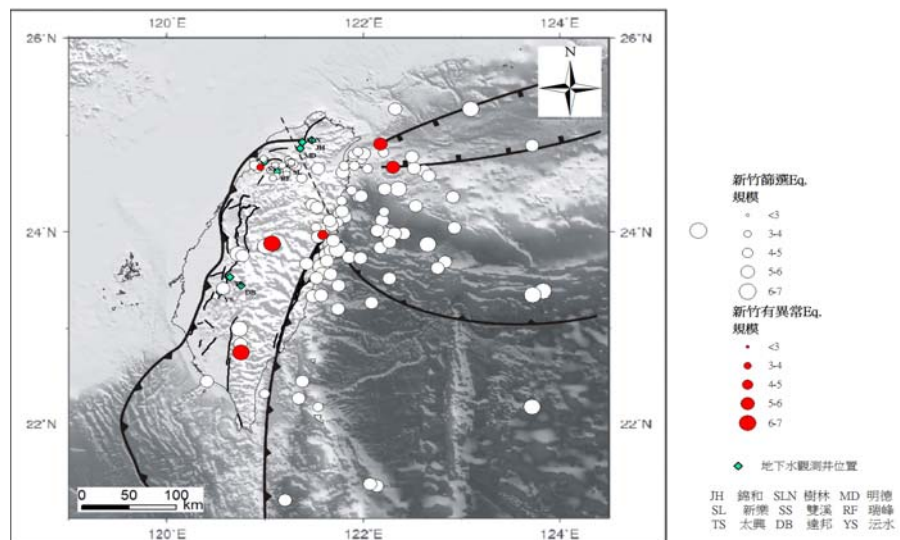 120°E 122°E 124°E
26°N 26°N
N
24°N 24°N
22°N 22°N
0 50 100
km
120°E 122°E 124°E
JH
DB
新竹篩選Eq.
規模
<3
3-4
4-5
5-6
6-7
新竹有異常Eq.
規模
<3
3-4
4-5
5-6
6-7
地下水觀測井位置
JH 錦和 SLN 樹林 MD 明德
SL 新樂 SS 雙溪 RF 瑞峰
TS 太興 DB 達邦 YS 沄水